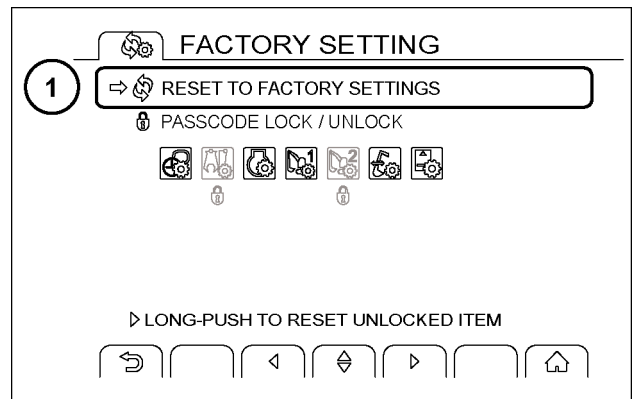 FACTORY SETTING
1
RESET TO FACTORY SETTINGS
PASSCODE LOCK / UNLOCK
1 2
LONG-PUSH TO RESET UNLOCKED ITEM